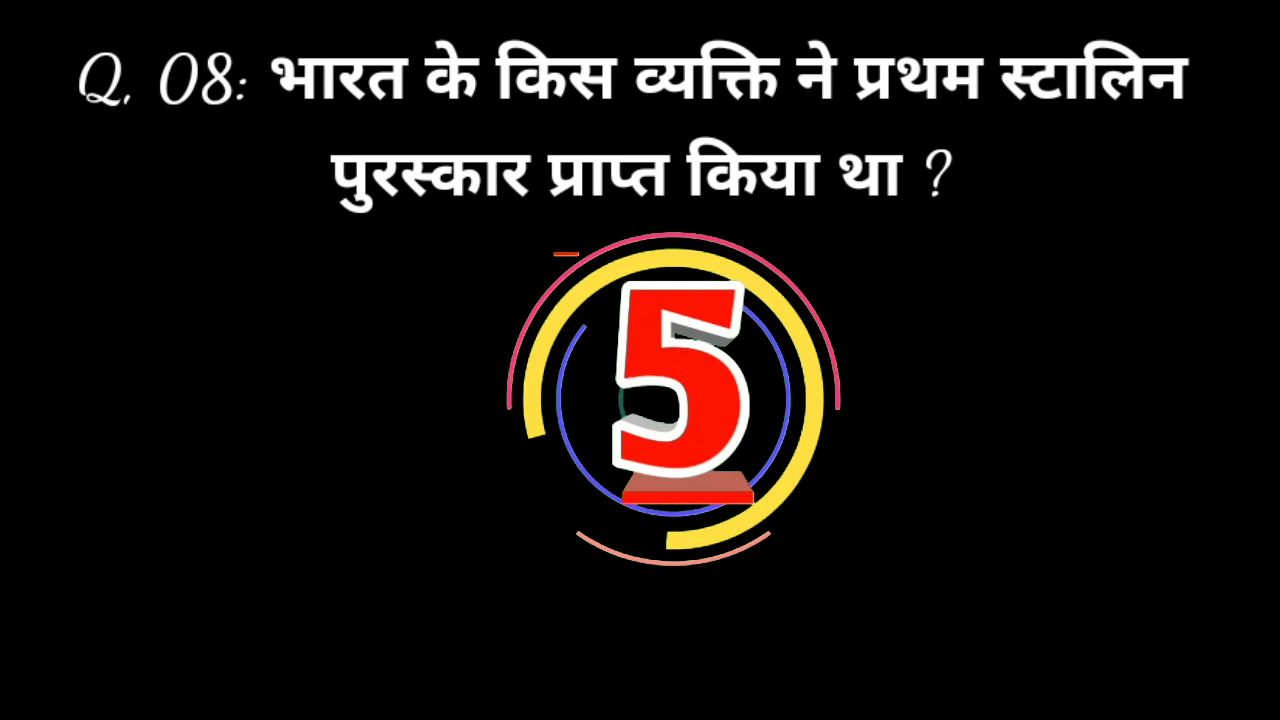 Q. 08: भारत के किस व्यक्ति ने प्रथम स्टालिन
पुरस्कार प्राप्त किया था ?
5